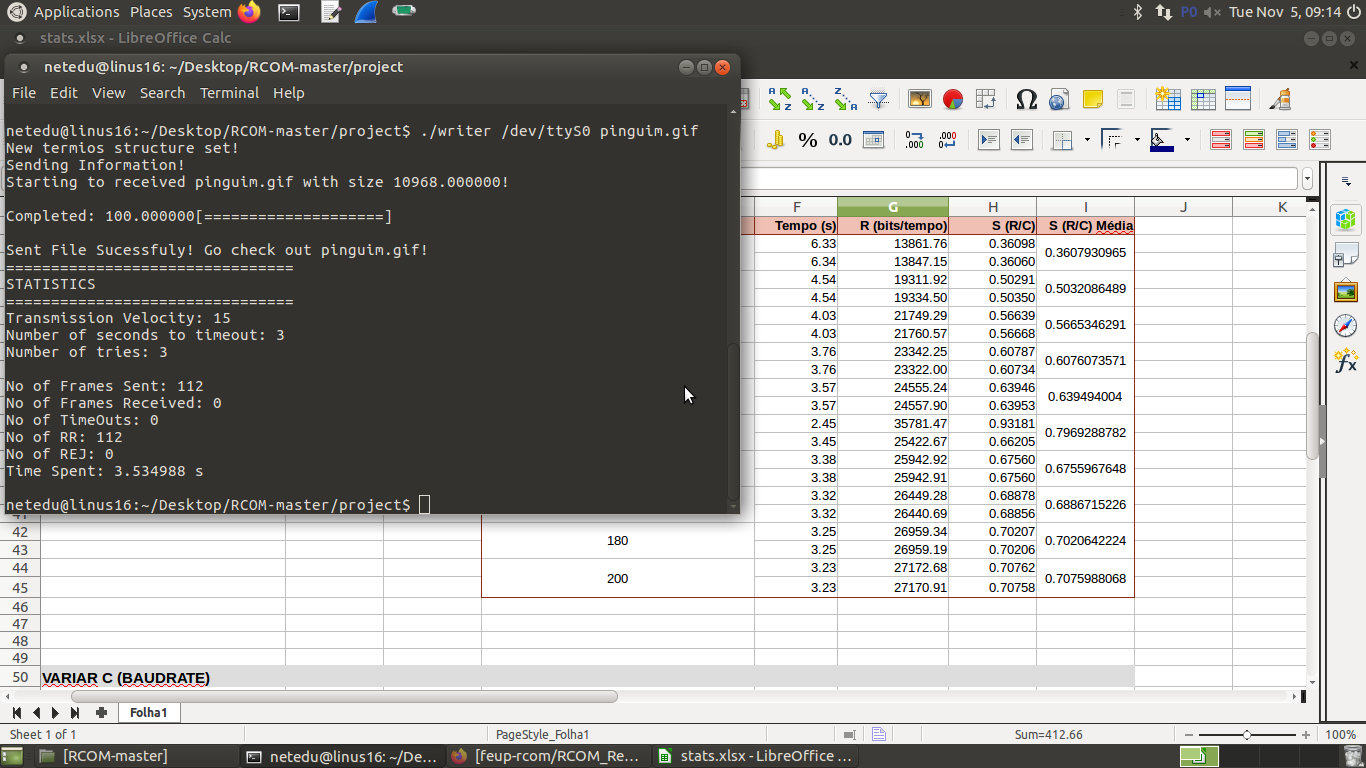 Applications Places System Tue Nov 5, 09:14
stats.xlsx - LibreOffice Calc
netedu@linus16: ~/Desktop/RCOM-master/project
File Edit View Search Terminal Help
netedu@linus16:~/Desktop/RCOM-master/project$ ./writer /dev/ttyS0 pinguim.gif
New termios structure set!
Sending Information!
Starting to received pinguim.gif with size 10968.000000!
Completed: 100.000000[====================]
Sent File Sucessfuly! Go check out pinguim.gif!
================================
STATISTICS
================================
Transmission Velocity: 15
Number of seconds to timeout: 3
Number of tries: 3
No of Frames Sent: 112
No of Frames Received: 0
No of TimeOuts: 0
No of RR: 112
No of REJ: 0
Time Spent: 3.534988 s
netedu@linus16:~/Desktop/RCOM-master/project$
F G H I J K
Tempo (s) R (bits/tempo) S (R/C) S (R/C) Média
6.33 13861.76 0.36098 0.3607930965
6.34 13847.15 0.36060
4.54 19311.92 0.50291 0.5032086489
4.54 19334.50 0.50350
4.03 21749.29 0.56639 0.5665346291
4.03 21760.57 0.56668
3.76 23342.25 0.60787 0.6076073571
3.76 23322.00 0.60734
3.57 24555.24 0.63946 0.639494004
3.57 24557.90 0.63953
2.45 35781.47 0.93181 0.7969288782
3.45 25422.67 0.66205
3.38 25942.92 0.67560 0.6755967648
3.38 25942.91 0.67560
3.32 26449.28 0.68878 0.6886715226
3.32 26440.69 0.68856
42 180 3.25 26959.34 0.70207 0.7020642224
43 3.25 26959.19 0.70206
44 200 3.23 27172.68 0.70762 0.7075988068
45 3.23 27170.91 0.70758
46
47
48
49
50 VARIAR C (BAUDRATE)
Folha1
Sheet 1 of 1 PageStyle_Folha1 Sum=412.66 100%
[RCOM-master] netedu@linus16: ~/De... [feup-rcom/RCOM_Re... stats.xlsx - LibreOffice ...